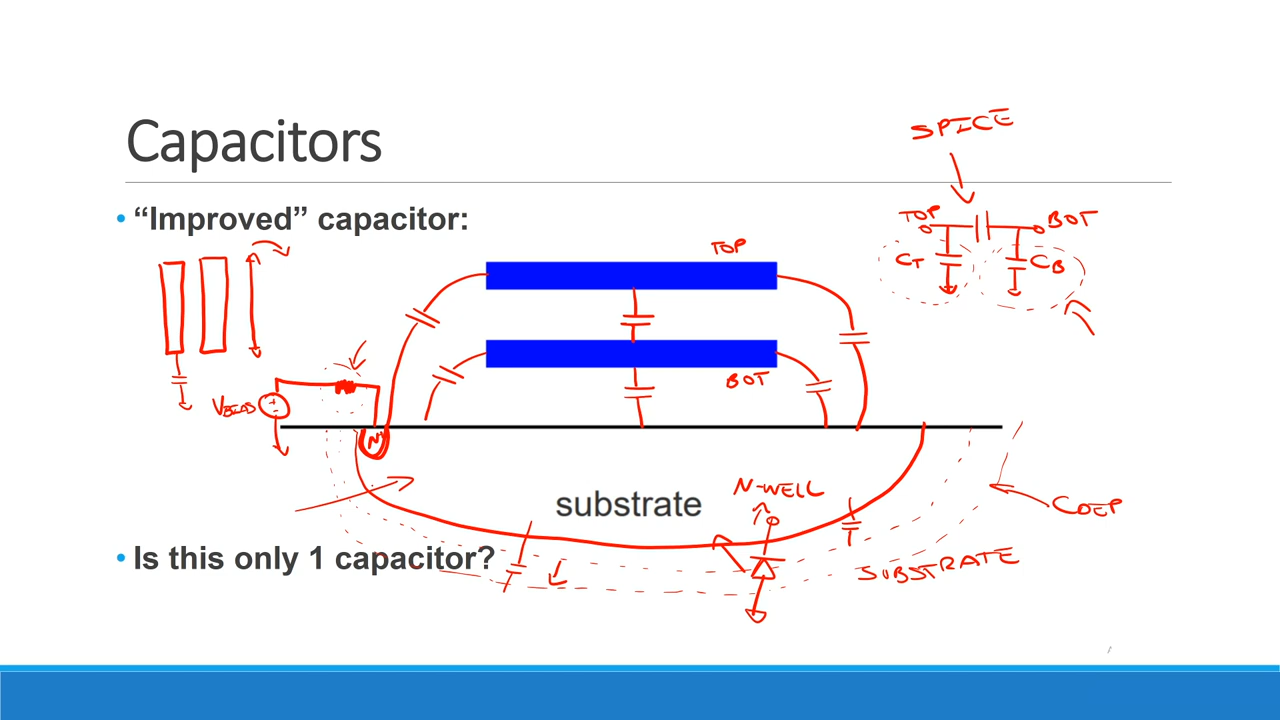 Capacitors
SPICE
• “Improved” capacitor:
TOP
BOT
TOP
CT
CB
BOT
VBIAS
N+
substrate
N-WELL
CDEP
• Is this only 1 capacitor?
SUBSTRATE